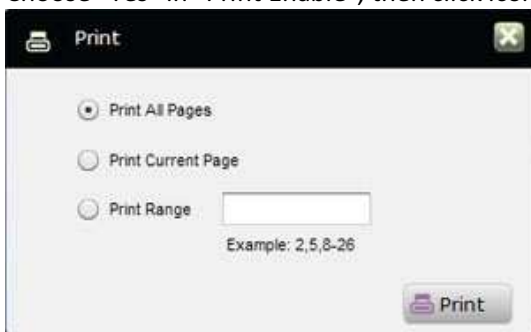 Print
Print All Pages
Print Current Page
Print Range
Example: 2,5,8-26
Print